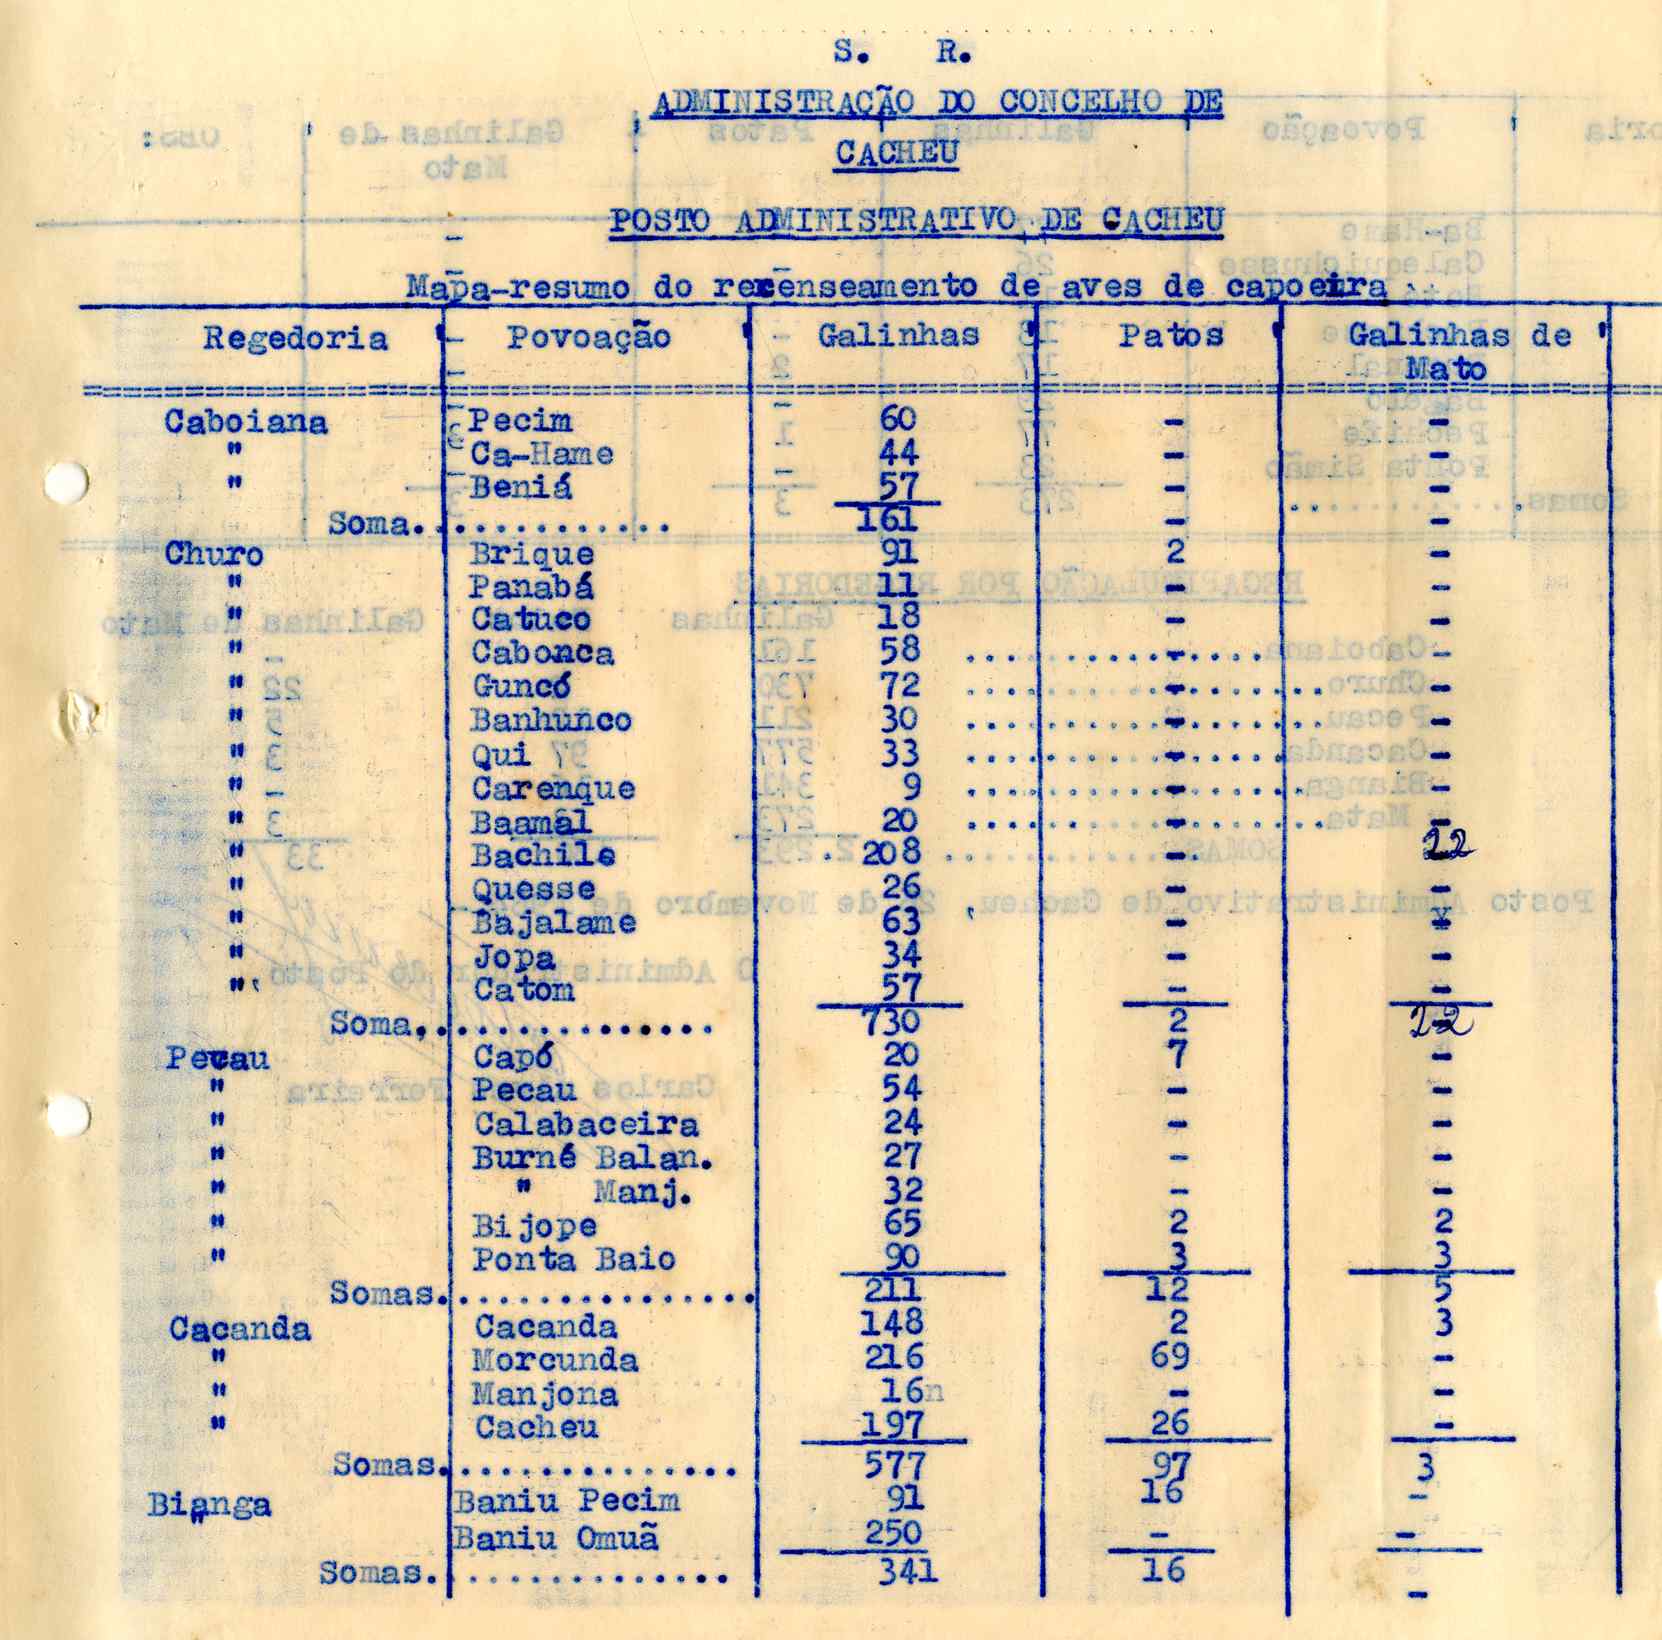 S. R.
ADMINISTRAÇÃO DO CONCELHO DE
CACHEU
POSTO ADMINISTRATIVO DE CACHEU
Mapa-resumo do recenseamento de aves de capoeira
Regedoria ' Povoação ' Galinhas ' Patos ' Galinhas de '
Mato
Caboiana Pecim 60 - -
" Ca-Hame 44 - -
" Beniá 57 - -
Soma............. 161 - -
Churo Brique 91 2 -
" Panabá 11 - -
" Catuco 18 - -
" Cabonca 58 - -
" Guncó 72 - -
" Banhunco 30 - -
" Qui 33 - -
" Carenque 9 - -
" Baamal 20 - -
" Bachile 208 - 22
" Quesse 26 - -
" Bajalame 63 - -
" Jopa 34 - -
" Catom 57 - -
Soma............... 730 2 22
Pecau Capó 20 7 -
" Pecau 54 - -
" Calabaceira 24 - -
" Burné Balan. 27 - -
" " Manj. 32 - -
" Bijope 65 2 2
" Ponta Baio 90 3 3
Somas................ 211 12 5
Cacanda Cacanda 148 2 3
" Morcunda 216 69 -
" Manjona 16n - -
" Cacheu 197 26 -
Somas............... 577 97 3
Bianga Baniu Pecim 91 16 -
" Baniu Omuã 250 - -
Somas............... 341 16 -